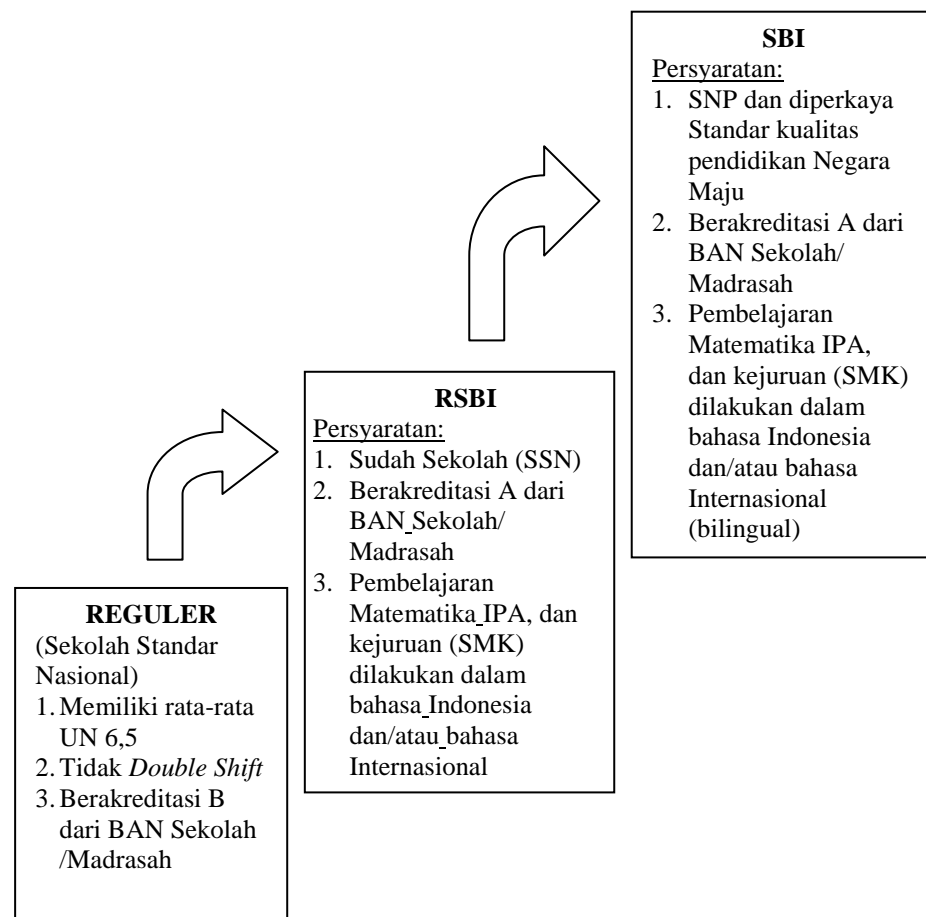 SBI
Persyaratan:
1. SNP dan diperkaya
Standar kualitas
pendidikan Negara
Maju
2. Berakreditasi A dari
BAN Sekolah/
Madrasah
3. Pembelajaran
Matematika IPA,
dan kejuruan (SMK)
dilakukan dalam
bahasa Indonesia
dan/atau bahasa
Internasional
(bilingual)
RSBI
Persyaratan:
1. Sudah Sekolah (SSN)
2. Berakreditasi A dari
BAN Sekolah/
Madrasah
3. Pembelajaran
Matematika IPA, dan
kejuruan (SMK)
dilakukan dalam
bahasa Indonesia
dan/atau bahasa
Internasional
REGULER
(Sekolah Standar
Nasional)
1. Memiliki rata-rata
UN 6,5
2. Tidak Double Shift
3. Berakreditasi B
dari BAN Sekolah
/Madrasah